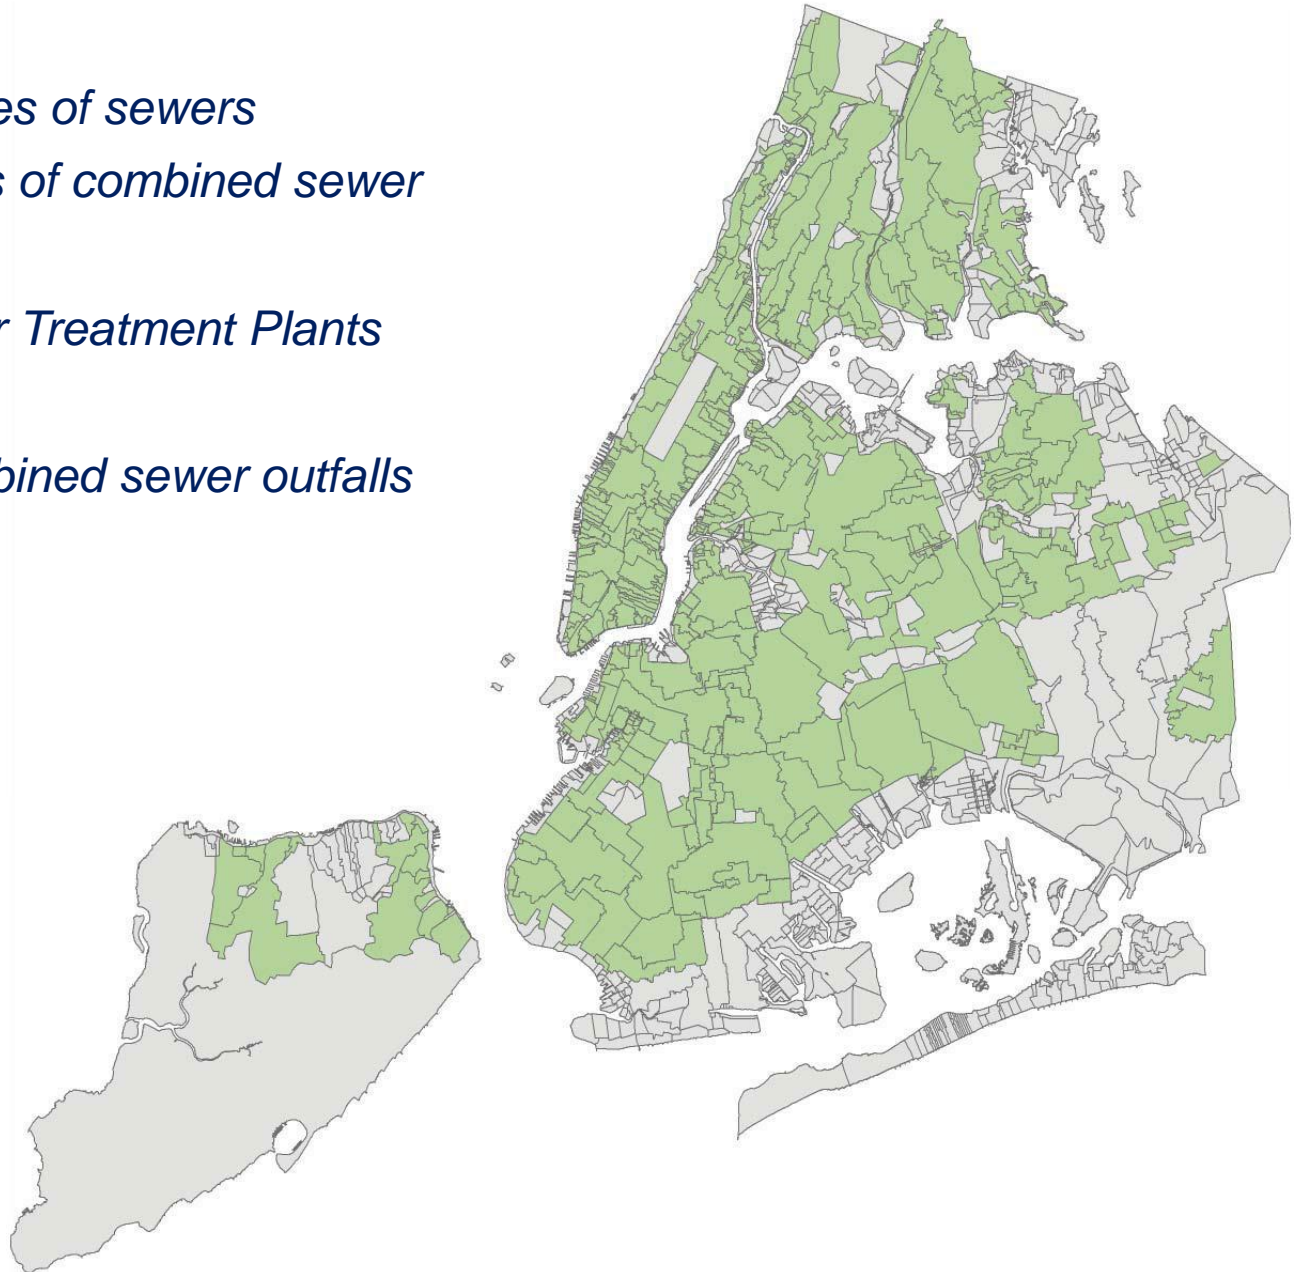 es of sewers
s of combined sewer
r Treatment Plants
bined sewer outfalls